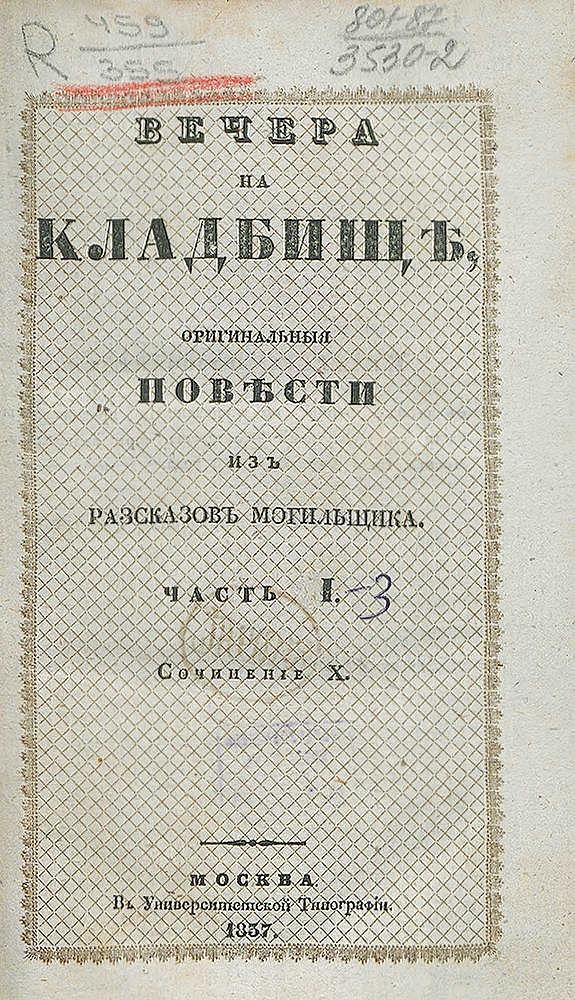 R 459
355
801-87
3530-2
ВЕЧЕРА
НА
КЛАДБИЩѢ,
ОРИГИНАЛЬНЫЯ
ПОВѢСТИ
ИЗЪ
РАЗСКАЗОВЪ МОГИЛЬЩИКА.
ЧАСТЬ I.-3
Сочиненіе X.
МОСКВА.
Въ Университетской Типографіи.
1837.